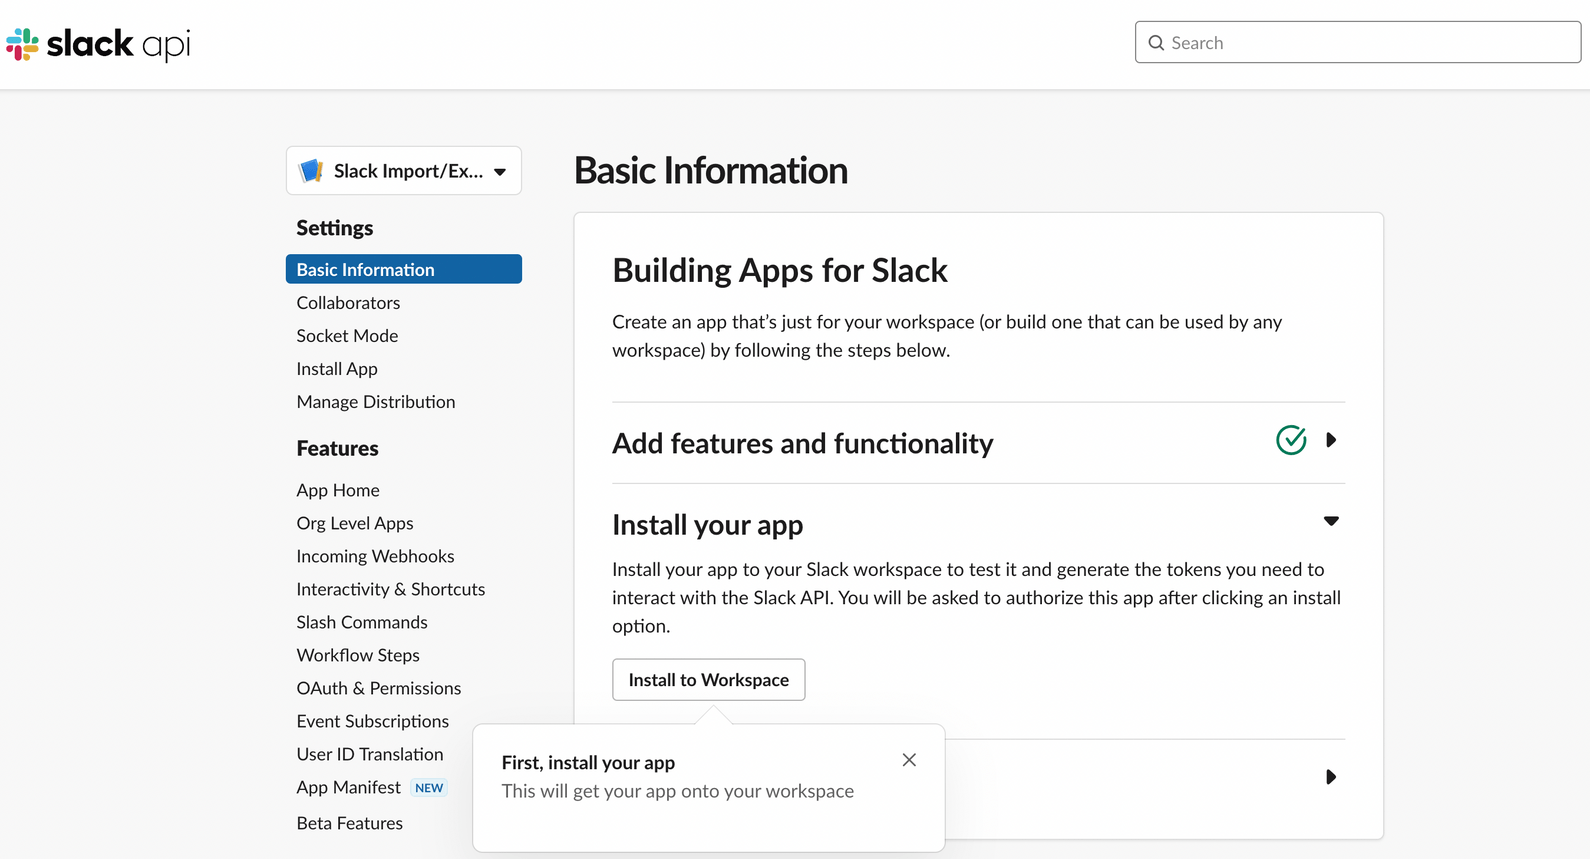 slack api
Search
Slack Import/Ex...
Settings
Basic Information
Collaborators
Socket Mode
Install App
Manage Distribution
Features
App Home
Org Level Apps
Incoming Webhooks
Interactivity & Shortcuts
Slash Commands
Workflow Steps
OAuth & Permissions
Event Subscriptions
User ID Translation
App Manifest NEW
Beta Features
Basic Information
Building Apps for Slack
Create an app that’s just for your workspace (or build one that can be used by any
workspace) by following the steps below.
Add features and functionality
Install your app
Install your app to your Slack workspace to test it and generate the tokens you need to
interact with the Slack API. You will be asked to authorize this app after clicking an install
option.
Install to Workspace
First, install your app
This will get your app onto your workspace